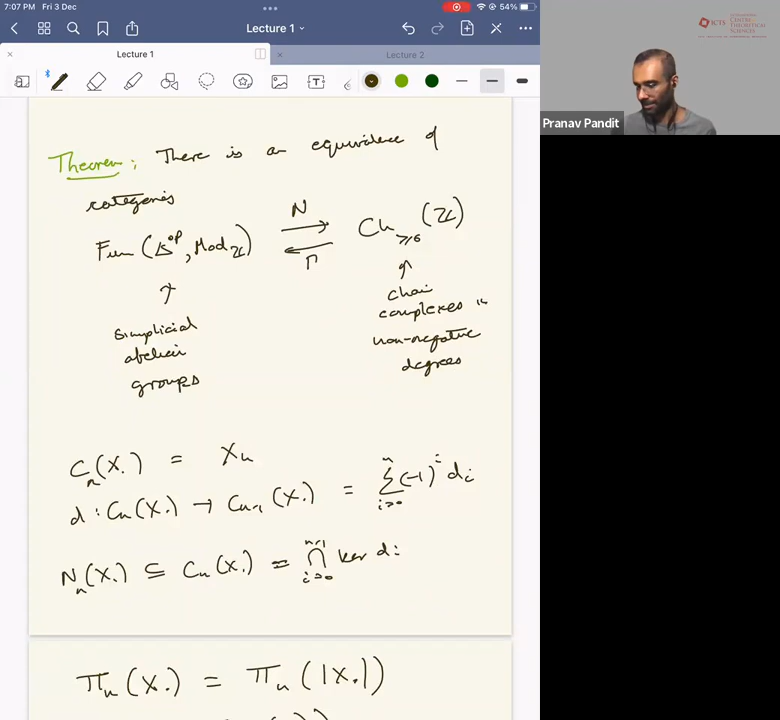 7:07 PM Fri 3 Dec
54%
Lecture 1
Lecture 1
Lecture 2
T
ICTS
Pranav Pandit
Theorem: There is an equivalence of
categories
Fun (Δ^op, Mod_ℤ) N Γ Ch_≥0 (ℤ)
simplicial abelian groups
chain complexes in non-negative degrees
C_n(X.) = X_n
d : C_n(X.) → C_{n-1}(X.) = Σ_{i=0}^{n} (-1)^i d_i
N_n(X.) ⊆ C_n(X.) = ∩_{i=0}^{n-1} ker d_i
π_n(X.) = π_n(|X.|)